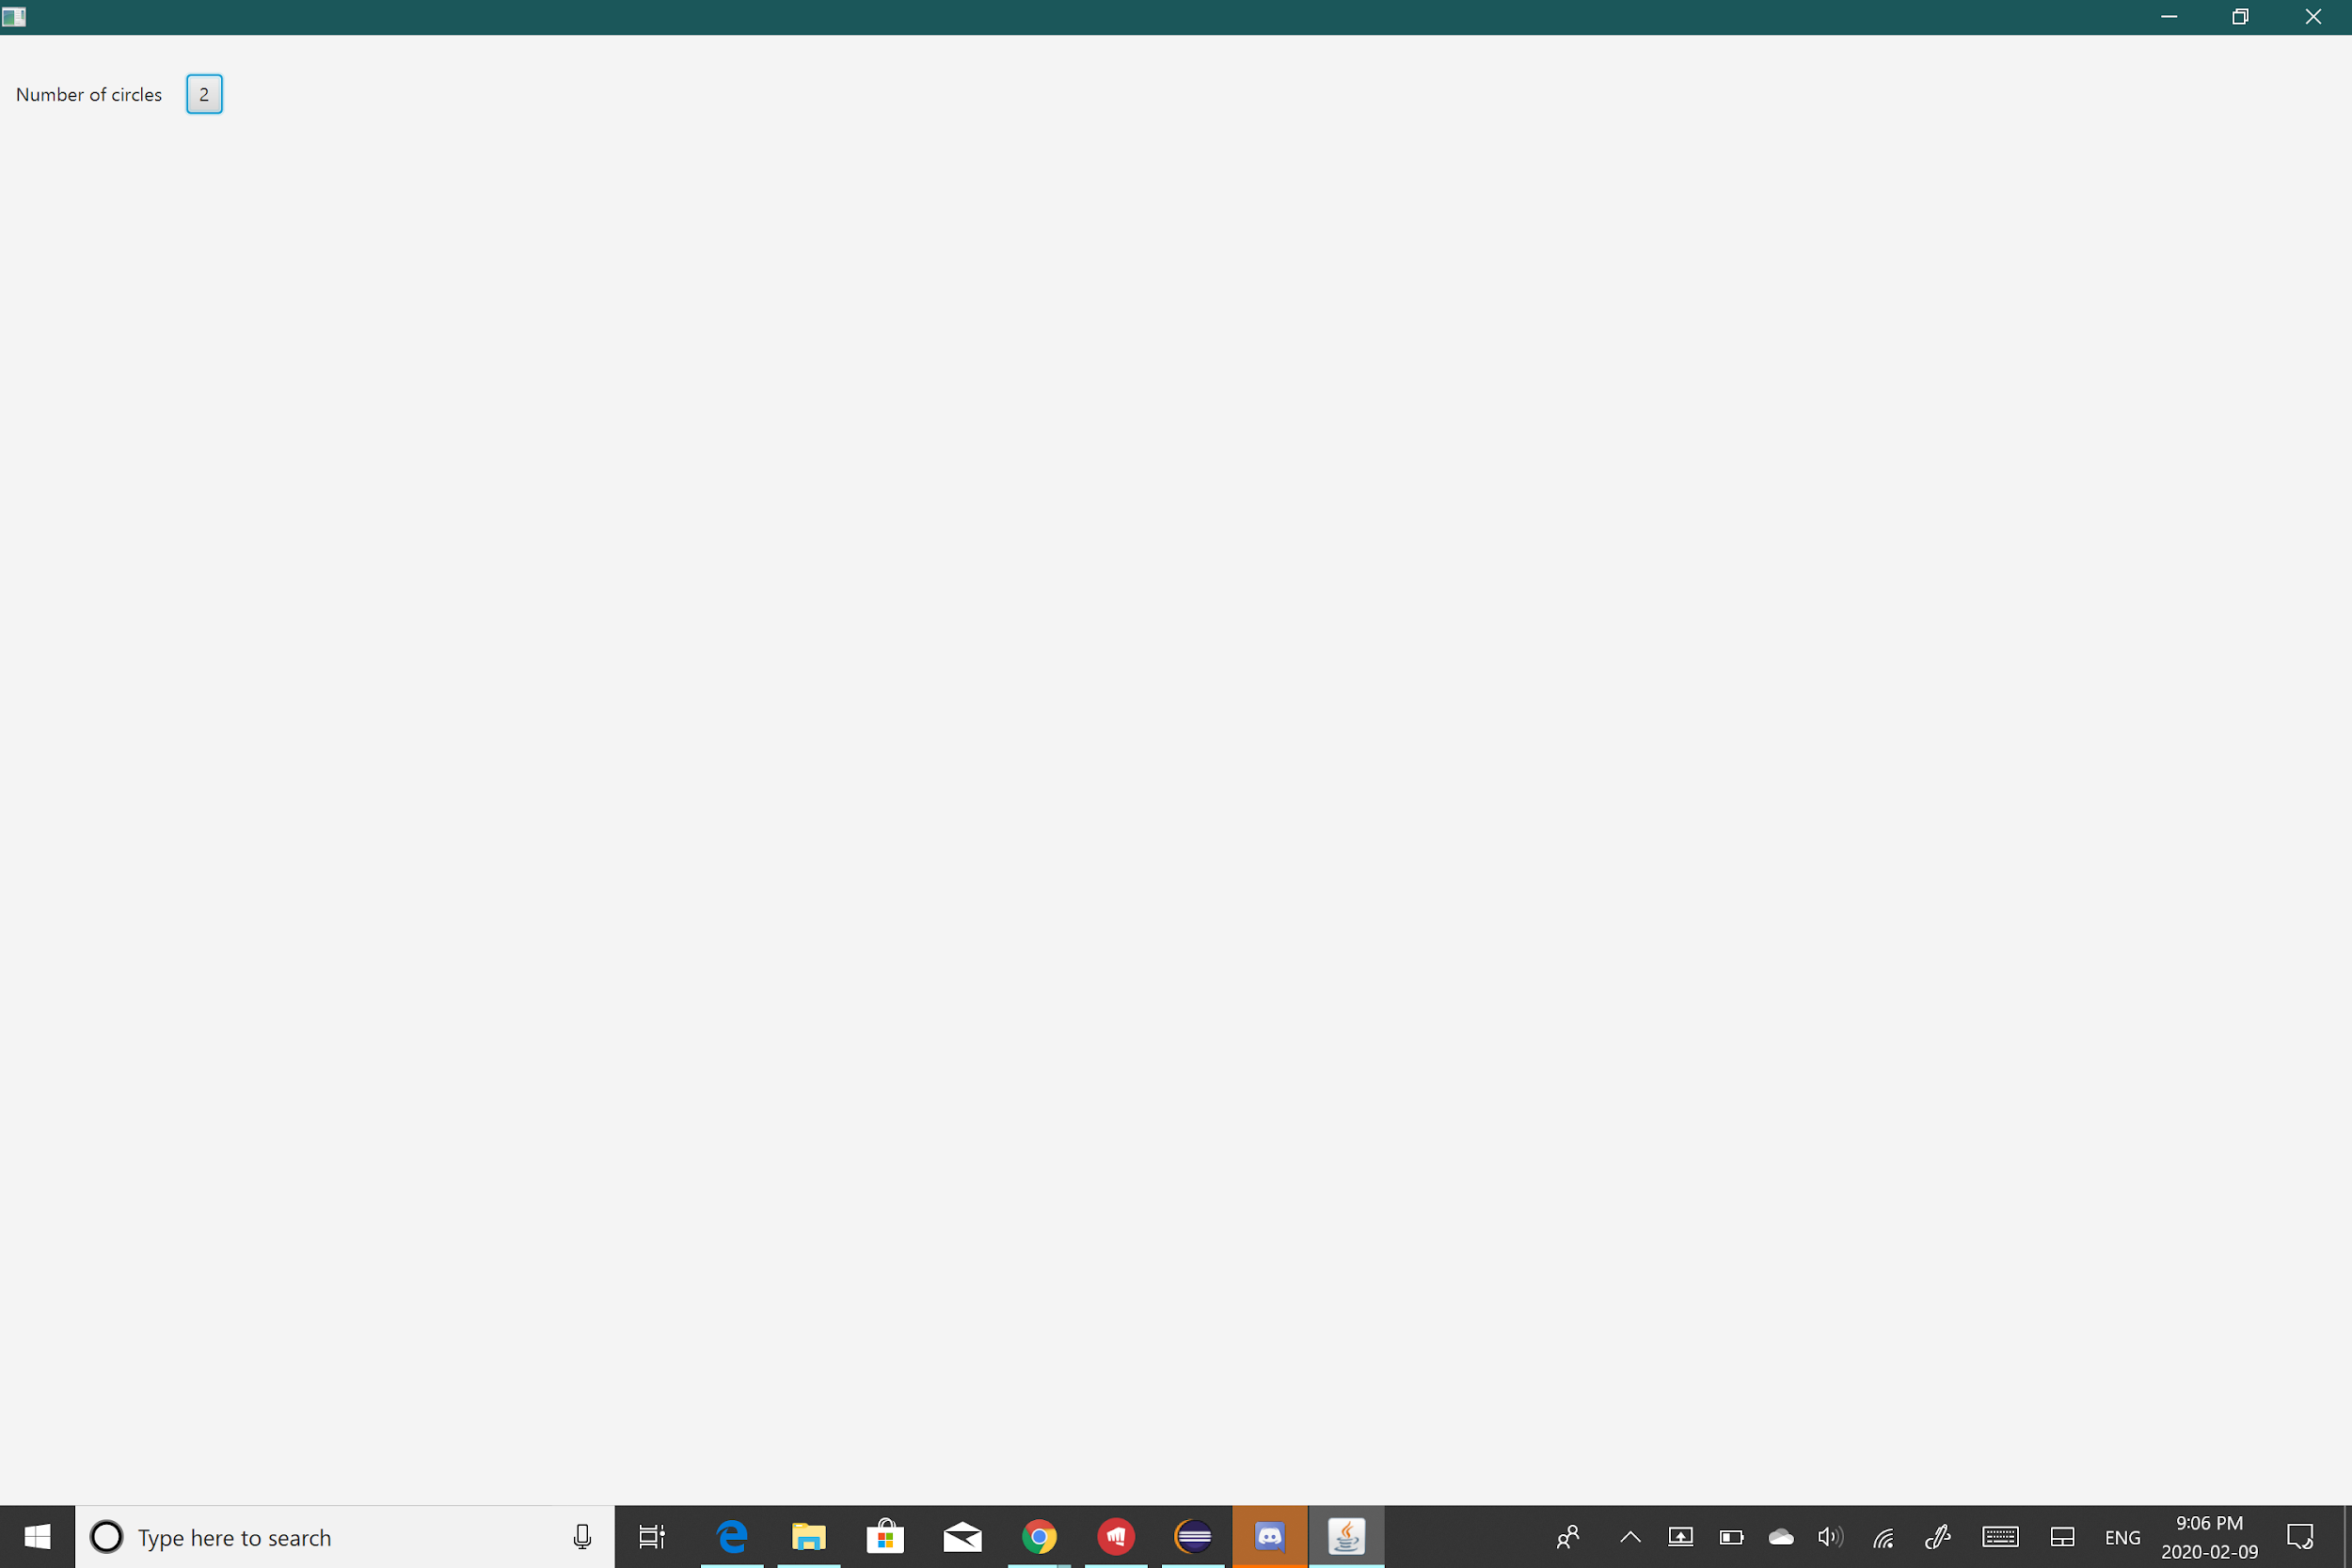 Number of circles 2
Type here to search
ENG
9:06 PM
2020-02-09